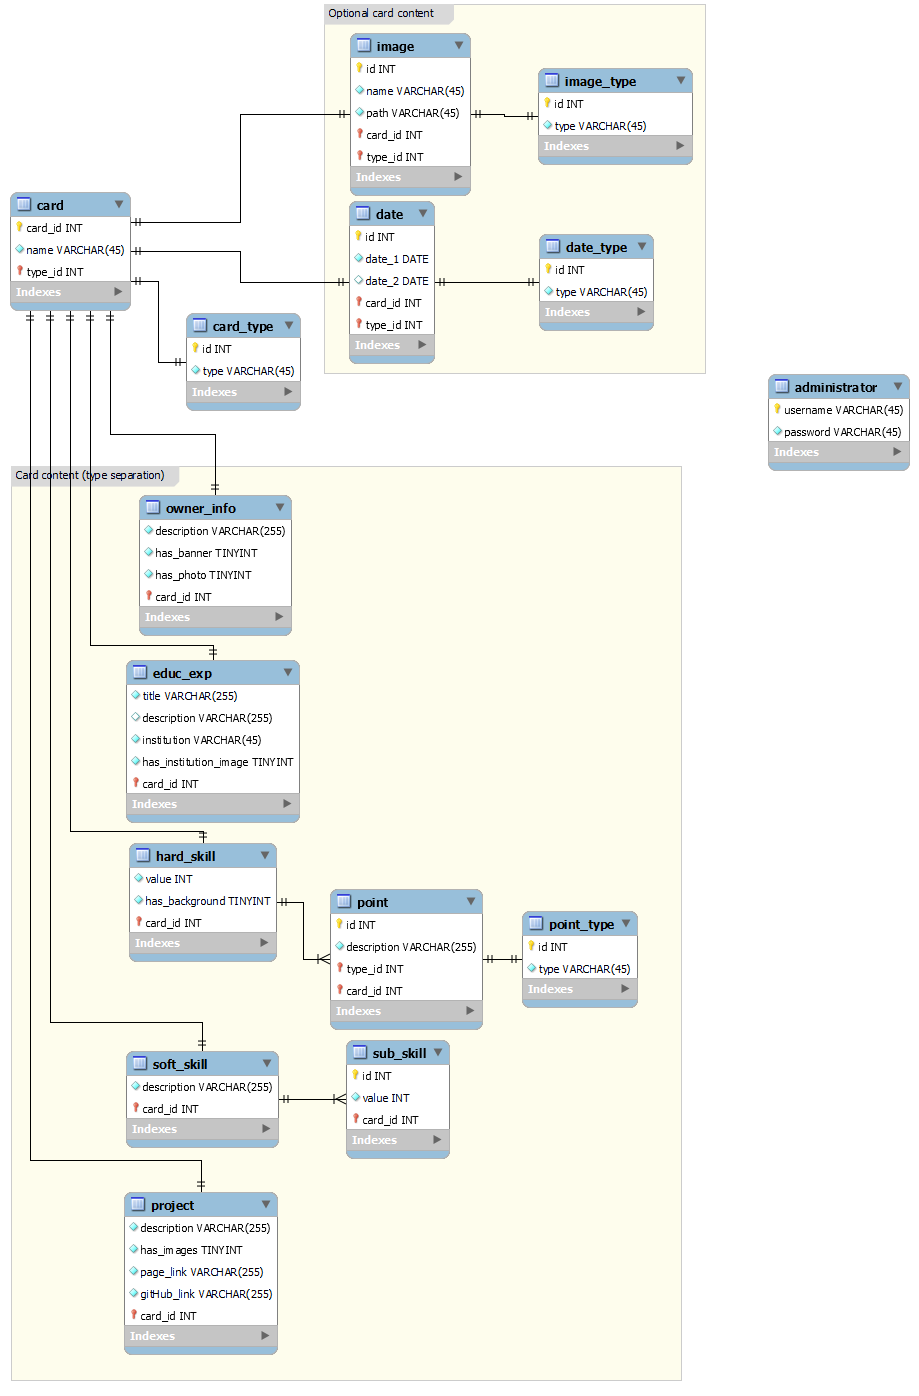 Optional card content
image
id INT
name VARCHAR(45)
path VARCHAR(45)
card_id INT
type_id INT
Indexes
image_type
id INT
type VARCHAR(45)
Indexes
card
card_id INT
name VARCHAR(45)
type_id INT
Indexes
date
id INT
date_1 DATE
date_2 DATE
card_id INT
type_id INT
Indexes
date_type
id INT
type VARCHAR(45)
Indexes
card_type
id INT
type VARCHAR(45)
Indexes
administrator
username VARCHAR(45)
password VARCHAR(45)
Indexes
Card content (type separation)
owner_info
description VARCHAR(255)
has_banner TINYINT
has_photo TINYINT
card_id INT
Indexes
educ_exp
title VARCHAR(255)
description VARCHAR(255)
institution VARCHAR(45)
has_institution_image TINYINT
card_id INT
Indexes
hard_skill
value INT
has_background TINYINT
card_id INT
Indexes
point
id INT
description VARCHAR(255)
type_id INT
card_id INT
Indexes
point_type
id INT
type VARCHAR(45)
Indexes
soft_skill
description VARCHAR(255)
card_id INT
Indexes
sub_skill
id INT
value INT
card_id INT
Indexes
project
description VARCHAR(255)
has_images TINYINT
page_link VARCHAR(255)
gitHub_link VARCHAR(255)
card_id INT
Indexes